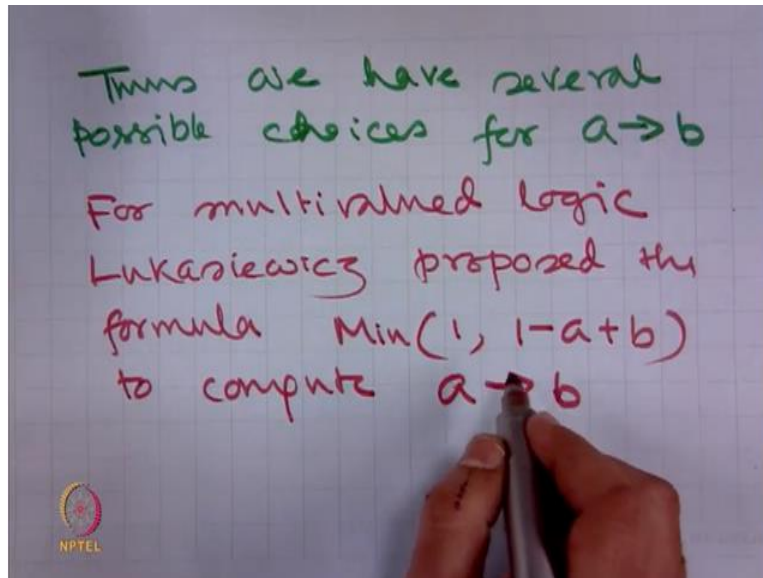 Thus we have several
possible choices for a→b
For multivalued logic
Lukasiewicz proposed the
formula Min(1, 1-a+b)
to compute a→b
NPTEL